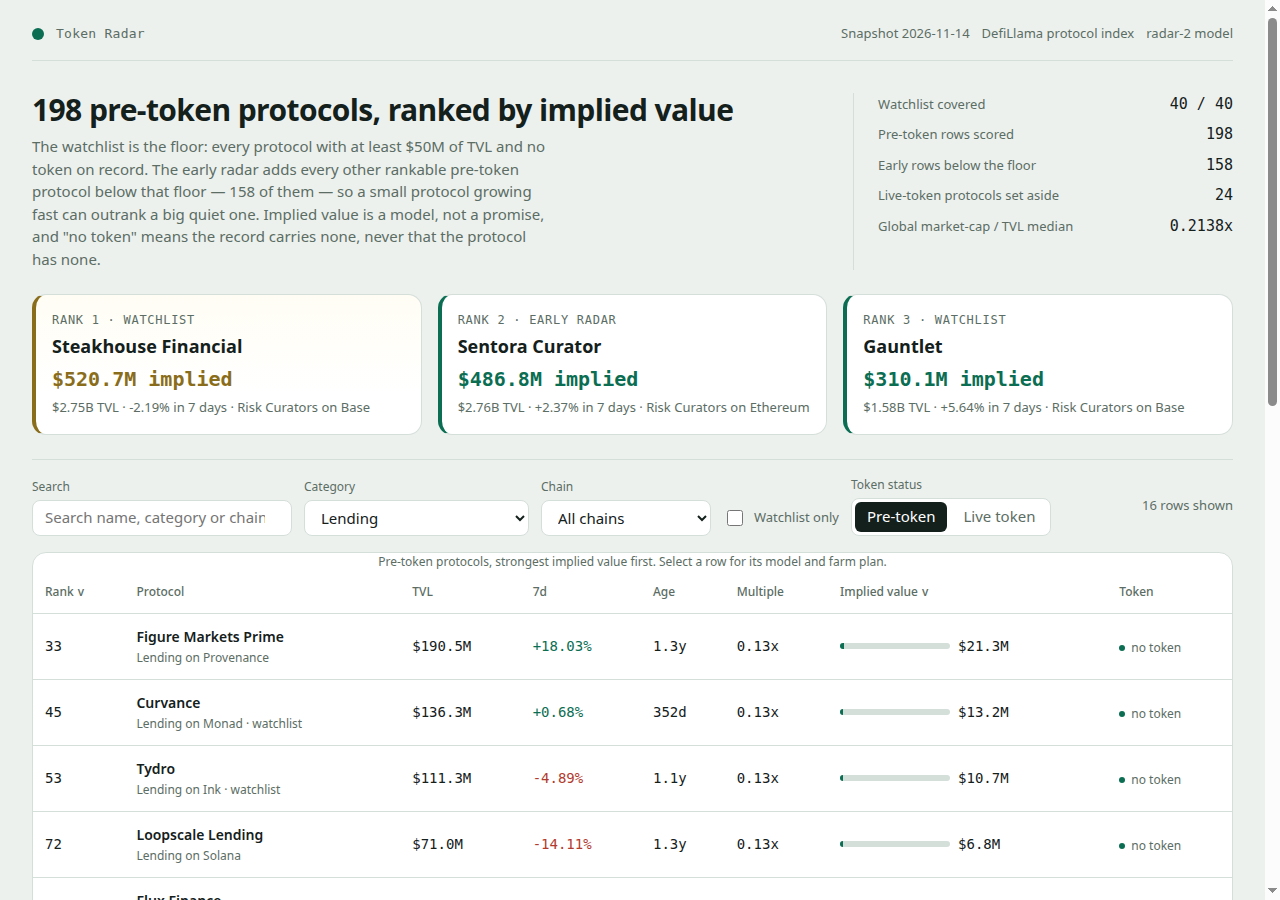 Token Radar
Snapshot 2026-11-14 DefiLlama protocol index radar-2 model
198 pre-token protocols, ranked by implied value
The watchlist is the floor: every protocol with at least $50M of TVL and no
token on record. The early radar adds every other rankable pre-token
protocol below that floor — 158 of them — so a small protocol growing
fast can outrank a big quiet one. Implied value is a model, not a promise,
and "no token" means the record carries none, never that the protocol
has none.
Watchlist covered 40 / 40
Pre-token rows scored 198
Early rows below the floor 158
Live-token protocols set aside 24
Global market-cap / TVL median 0.2138x
RANK 1 · WATCHLIST
Steakhouse Financial
$520.7M implied
$2.75B TVL · -2.19% in 7 days · Risk Curators on Base
RANK 2 · EARLY RADAR
Sentora Curator
$486.8M implied
$2.76B TVL · +2.37% in 7 days · Risk Curators on Ethereum
RANK 3 · WATCHLIST
Gauntlet
$310.1M implied
$1.58B TVL · +5.64% in 7 days · Risk Curators on Base
Search
Search name, category or chain
Category
Lending
Chain
All chains
Watchlist only
Token status
Pre-token Live token
16 rows shown
Pre-token protocols, strongest implied value first. Select a row for its model and farm plan.
Rank v Protocol TVL 7d Age Multiple Implied value v Token
33 Figure Markets Prime $190.5M +18.03% 1.3y 0.13x $21.3M no token
Lending on Provenance
45 Curvance $136.3M +0.68% 352d 0.13x $13.2M no token
Lending on Monad · watchlist
53 Tydro $111.3M -4.89% 1.1y 0.13x $10.7M no token
Lending on Ink · watchlist
72 Loopscale Lending $71.0M -14.11% 1.3y 0.13x $6.8M no token
Lending on Solana
Flux Finance